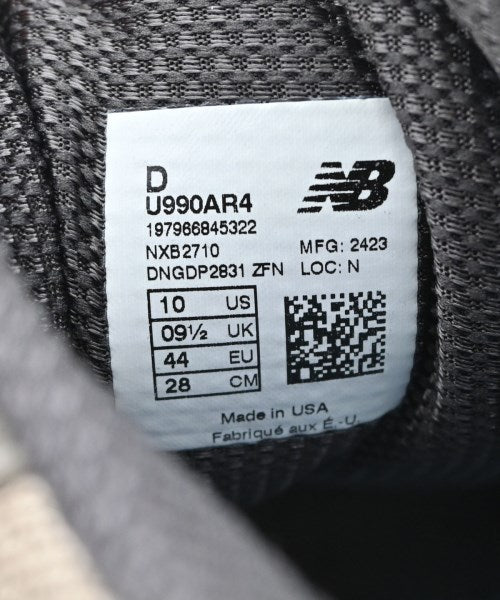 D
U990AR4
197966845322
NXB2710
MFG: 2423
DNGDP2831 ZFN
LOC: N
NB
10 US
09½ UK
44 EU
28 CM
Made in USA
Fabriqué aux É.-U.